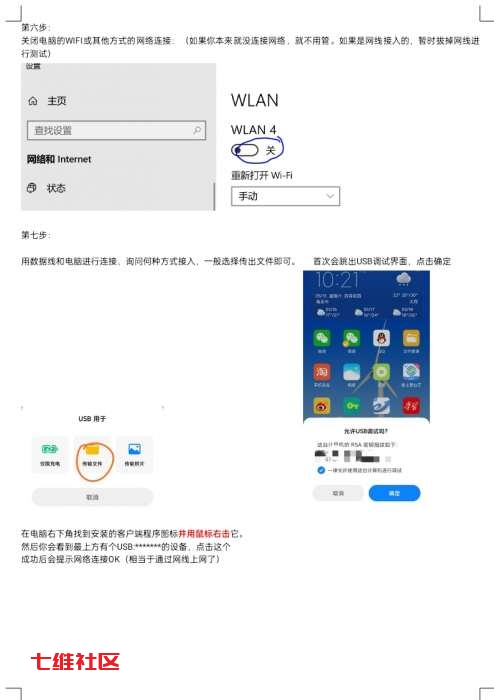 第六步：
关闭电脑的WIFI或其他方式的网络连接：（如果你本来就没连接网络，就不用管。如果是网线接入的，暂时拔掉网线进
行测试）
设置
主页
查找设置
网络和 Internet
状态
WLAN
WLAN 4
关
重新打开 Wi-Fi
手动
第七步：
用数据线和电脑进行连接，询问何种方式接入，一般选择传出文件即可。
首次会跳出USB调试界面，点击确定
10:21
USB 用于
仅限充电
传输文件
传输照片
取消
允许USB调试吗?
这台计算机的 RSA 密钥指纹如下:
一律允许使用这台计算机进行调试
取消
确定
在电脑右下角找到安装的客户端程序图标并用鼠标右击它。
然后你会看到最上方有个USB:*******的设备，点击这个
成功后会提示网络连接OK（相当于通过网线上网了）
七维社区